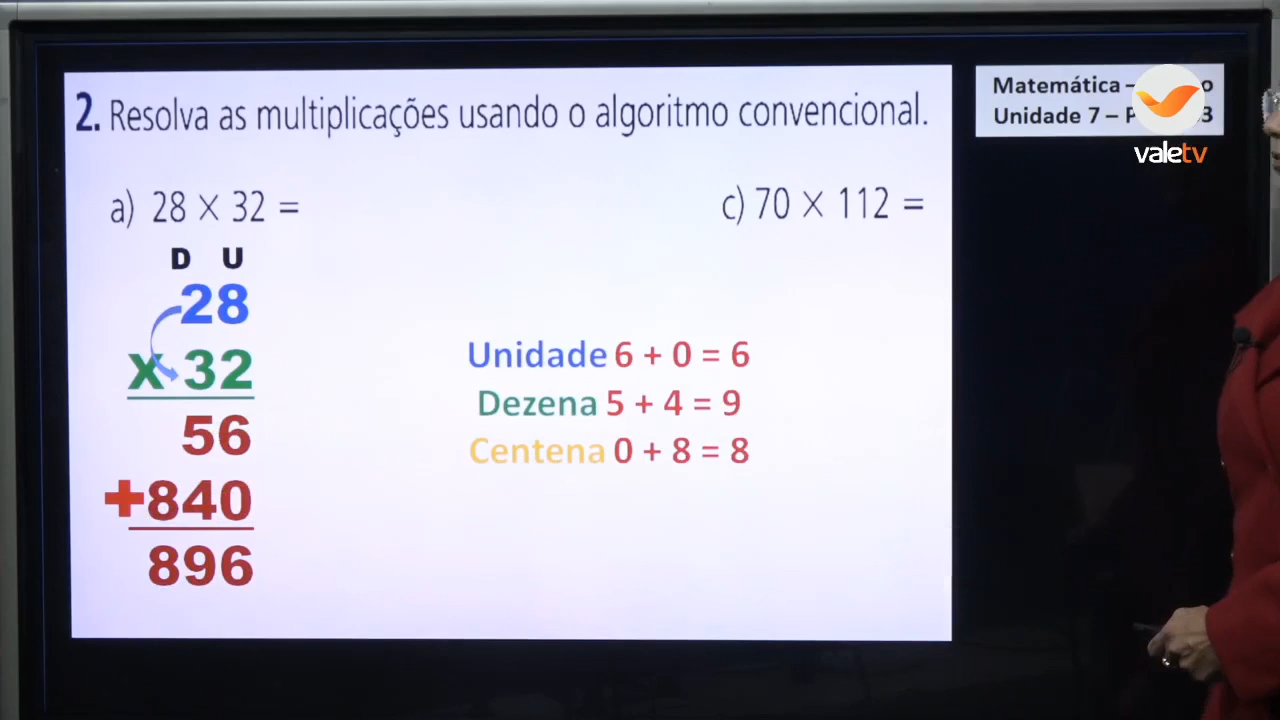 2. Resolva as multiplicações usando o algoritmo convencional.
a) 28 × 32 =
c) 70 × 112 =
D U
28
x 32
56
+840
896
Unidade 6 + 0 = 6
Dezena 5 + 4 = 9
Centena 0 + 8 = 8
Matemática –
Unidade 7 –
valetv